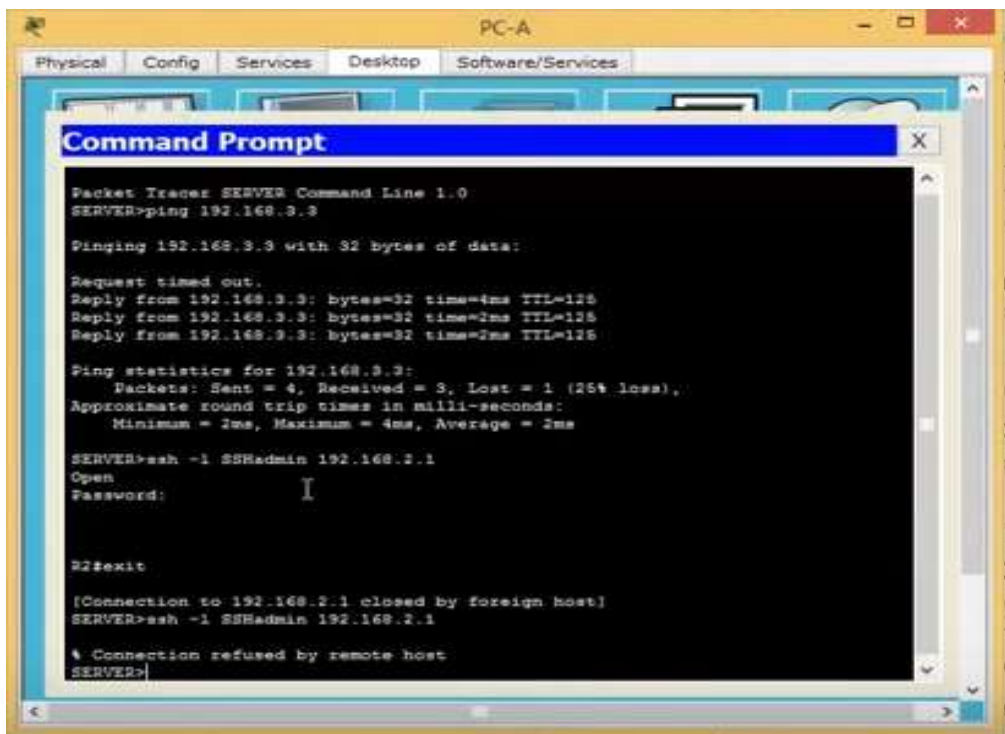 PC-A
Physical Config Services Desktop Software/Services
Command Prompt
X
Packet Tracer SERVER Command Line 1.0
SERVER>ping 192.168.3.3
Pinging 192.168.3.3 with 32 bytes of data:
Request timed out.
Reply from 192.168.3.3: bytes=32 time=4ms TTL=125
Reply from 192.168.3.3: bytes=32 time=2ms TTL=125
Reply from 192.168.3.3: bytes=32 time=2ms TTL=125
Ping statistics for 192.168.3.3:
Packets: Sent = 4, Received = 3, Lost = 1 (25% loss),
Approximate round trip times in milli-seconds:
Minimum = 2ms, Maximum = 4ms, Average = 2ms
SERVER>ssh -l SSHadmin 192.168.2.1
Open
Password:
R2#exit
[Connection to 192.168.2.1 closed by foreign host]
SERVER>ssh -l SSHadmin 192.168.2.1
% Connection refused by remote host
SERVER>